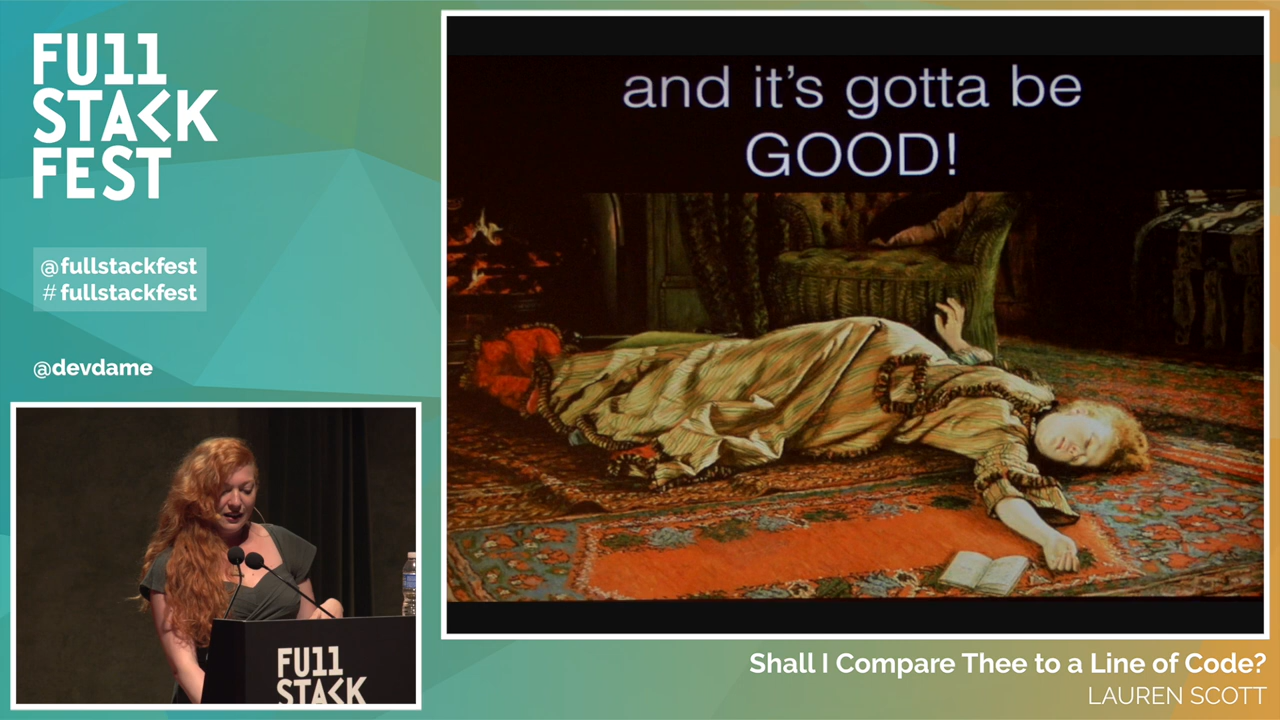 FU11
STACK
FEST
@fullstackfest
# fullstackfest
@devdame
and it's gotta be
GOOD!
FU11
STACK
Shall I Compare Thee to a Line of Code?
LAUREN SCOTT